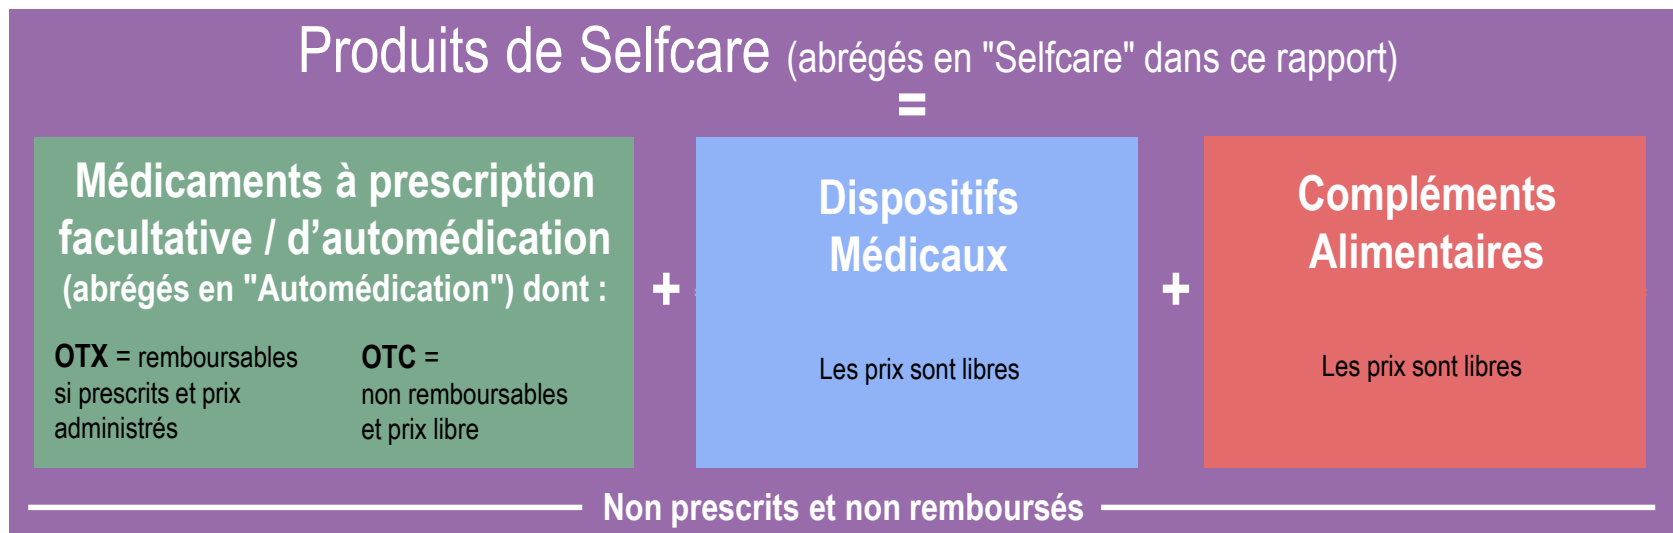 Produits de Selfcare (abrégés en "Selfcare" dans ce rapport)
=
Médicaments à prescription
facultative / d’automédication
(abrégés en "Automédication") dont :
OTX = remboursables
si prescrits et prix
administrés
OTC =
non remboursables
et prix libre
+
Dispositifs
Médicaux
Les prix sont libres
+
Compléments
Alimentaires
Les prix sont libres
Non prescrits et non remboursés